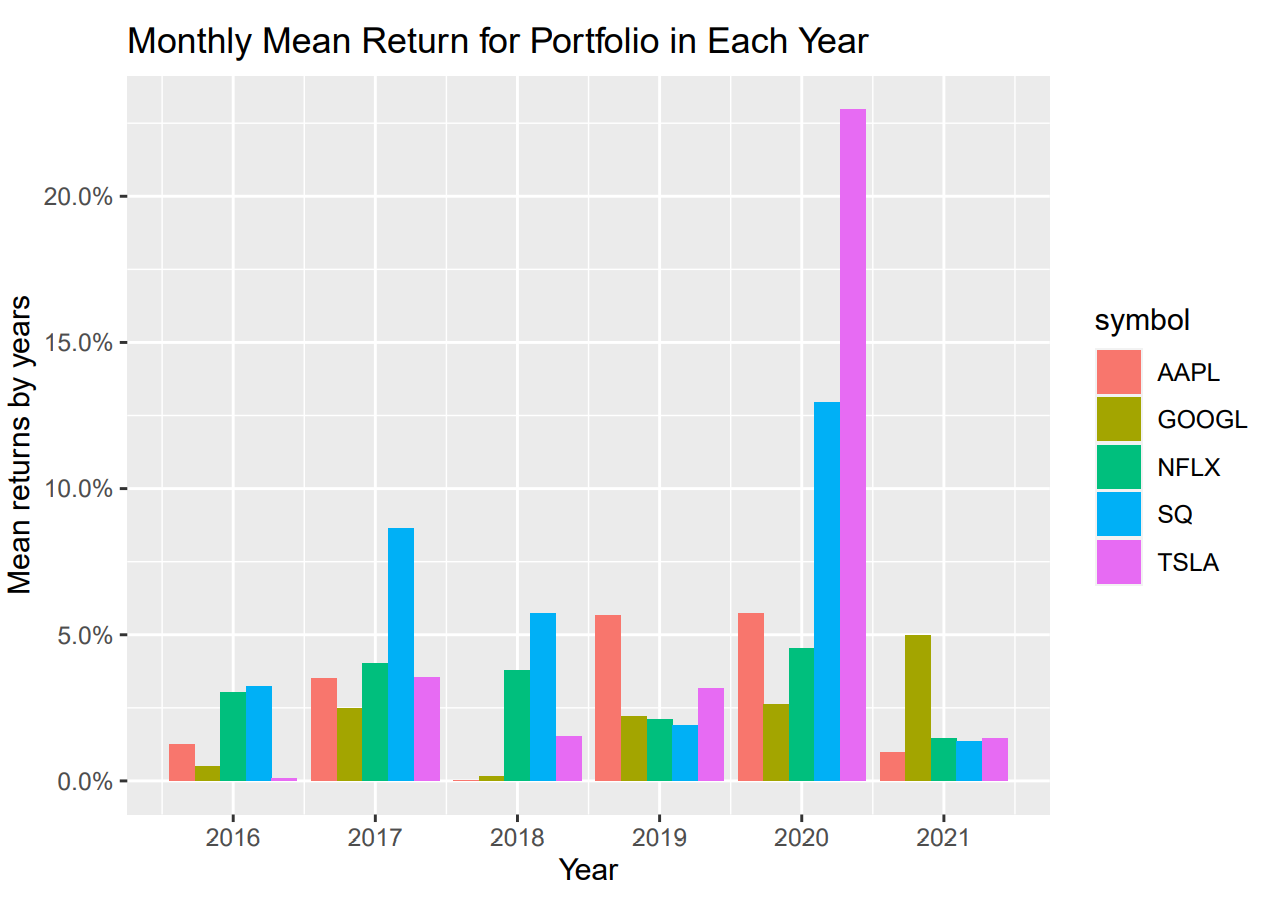 Monthly Mean Return for Portfolio in Each Year
Mean returns by years
20.0%
15.0%
10.0%
5.0%
0.0%
2016 2017 2018 2019 2020 2021
Year
symbol
AAPL
GOOGL
NFLX
SQ
TSLA